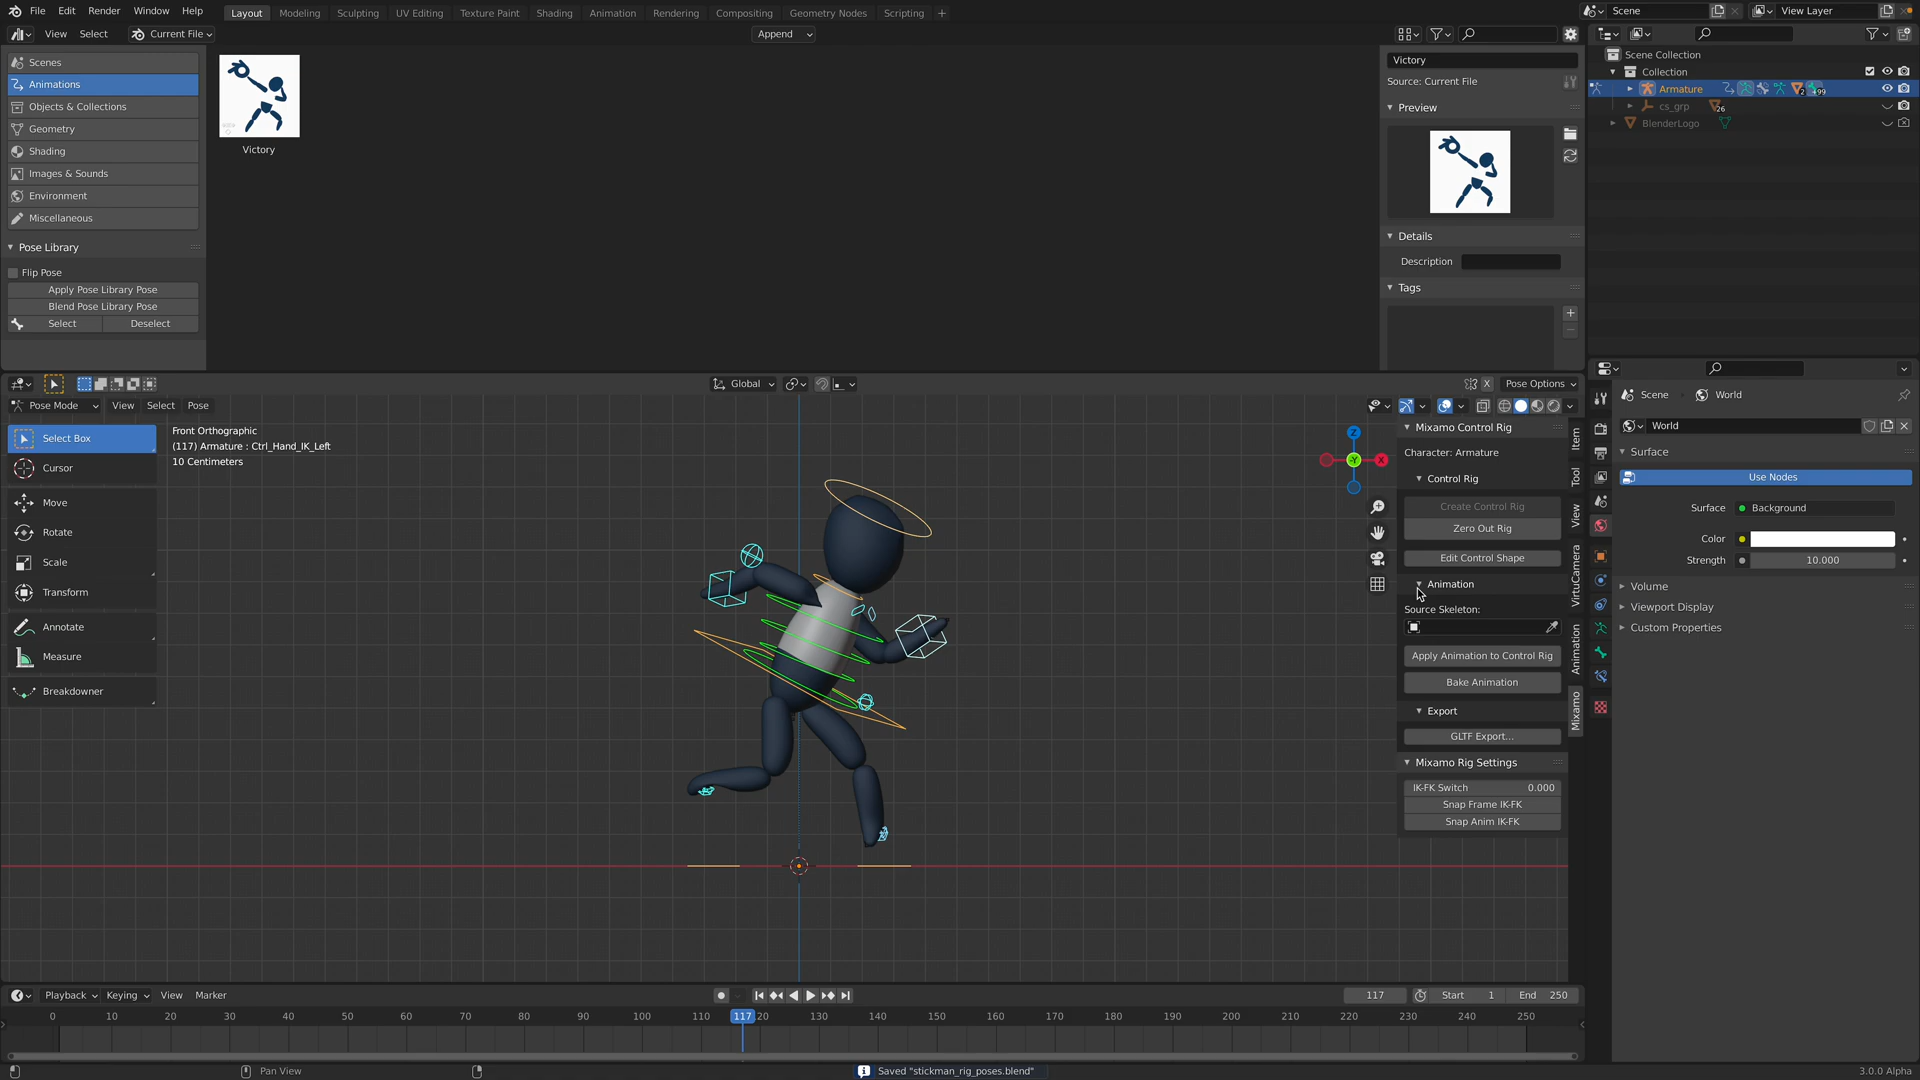 File Edit Render Window Help Layout Modeling Sculpting UV Editing Texture Paint Shading Animation Rendering Compositing Geometry Nodes Scripting + Scene View Layer
View Select Current File Append
Scenes
Animations
Objects & Collections
Geometry
Shading
Images & Sounds
Environment
Miscellaneous
Pose Library
Flip Pose
Apply Pose Library Pose
Blend Pose Library Pose
Select Deselect
Victory
Victory
Source: Current File
Preview
Details
Description
Tags
Scene Collection
Collection
Armature 2 99
cs_grp 26
BlenderLogo
Global X Pose Options
Pose Mode View Select Pose
Select Box
Cursor
Move
Rotate
Scale
Transform
Annotate
Measure
Breakdowner
Front Orthographic
(117) Armature : Ctrl_Hand_IK_Left
10 Centimeters
Z
Y X
Mixamo Control Rig
Character: Armature
Control Rig
Create Control Rig
Zero Out Rig
Edit Control Shape
Animation
Source Skeleton:
Apply Animation to Control Rig
Bake Animation
Export
GLTF Export...
Mixamo Rig Settings
IK-FK Switch 0.000
Snap Frame IK-FK
Snap Anim IK-FK
Item
Tool
View
VirtuCamera
Animation
Mixamo
Scene World
World
Surface
Use Nodes
Surface Background
Color
Strength 10.000
Volume
Viewport Display
Custom Properties
Playback Keying View Marker 117 Start 1 End 250
0 10 20 30 40 50 60 70 80 90 100 110 117 20 130 140 150 160 170 180 190 200 210 220 230 240 250
Pan View Saved "stickman_rig_poses.blend" 3.0.0 Alpha